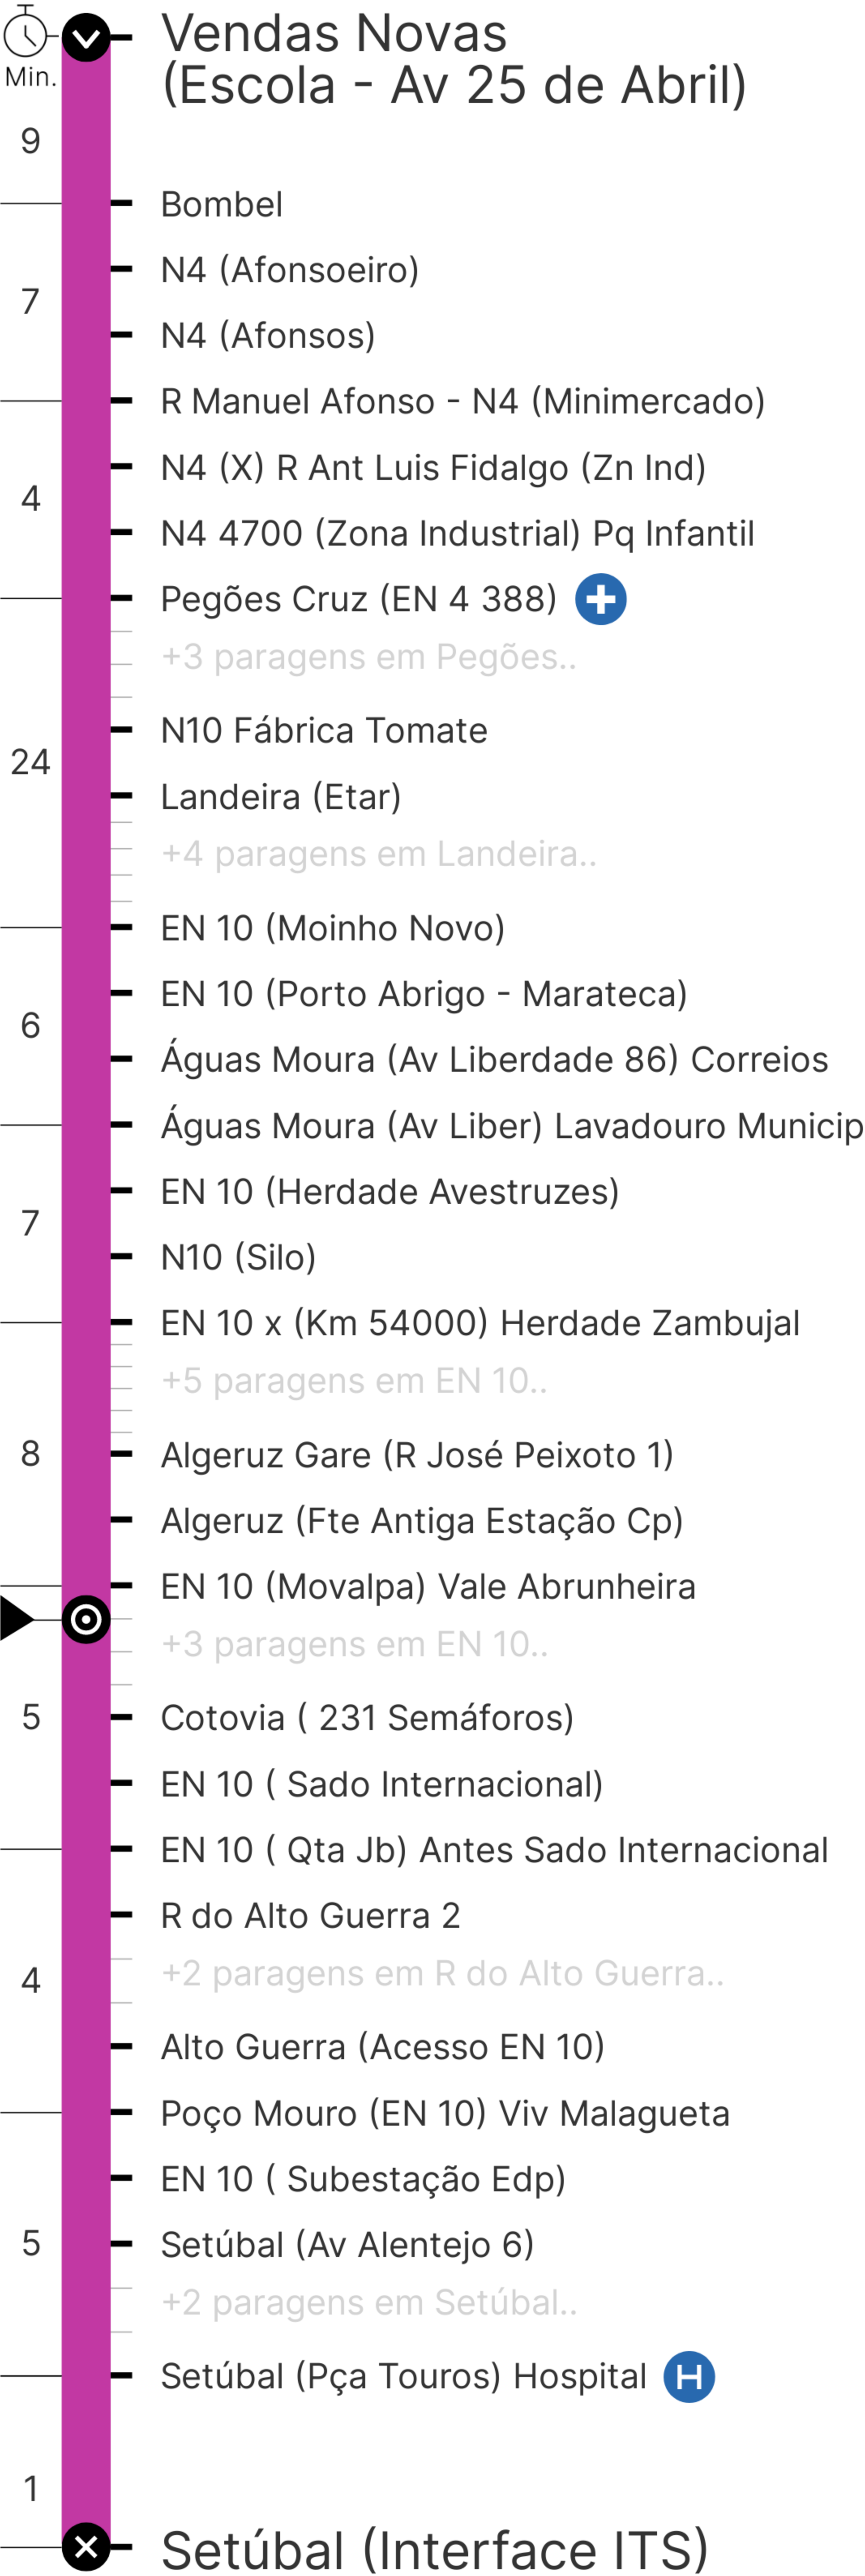 Vendas Novas
(Escola - Av 25 de Abril)
Min.
9
Bombel
N4 (Afonsoeiro)
7
N4 (Afonsos)
R Manuel Afonso - N4 (Minimercado)
N4 (X) R Ant Luis Fidalgo (Zn Ind)
4
N4 4700 (Zona Industrial) Pq Infantil
Pegões Cruz (EN 4 388)
+3 paragens em Pegões..
N10 Fábrica Tomate
24
Landeira (Etar)
+4 paragens em Landeira..
EN 10 (Moinho Novo)
EN 10 (Porto Abrigo - Marateca)
6
Águas Moura (Av Liberdade 86) Correios
Águas Moura (Av Liber) Lavadouro Municip
EN 10 (Herdade Avestruzes)
7
N10 (Silo)
EN 10 x (Km 54000) Herdade Zambujal
+5 paragens em EN 10..
8
Algeruz Gare (R José Peixoto 1)
Algeruz (Fte Antiga Estação Cp)
EN 10 (Movalpa) Vale Abrunheira
+3 paragens em EN 10..
5
Cotovia ( 231 Semáforos)
EN 10 ( Sado Internacional)
EN 10 ( Qta Jb) Antes Sado Internacional
R do Alto Guerra 2
+2 paragens em R do Alto Guerra..
4
Alto Guerra (Acesso EN 10)
Poço Mouro (EN 10) Viv Malagueta
EN 10 ( Subestação Edp)
5
Setúbal (Av Alentejo 6)
+2 paragens em Setúbal..
Setúbal (Pça Touros) Hospital H
1
Setúbal (Interface ITS)